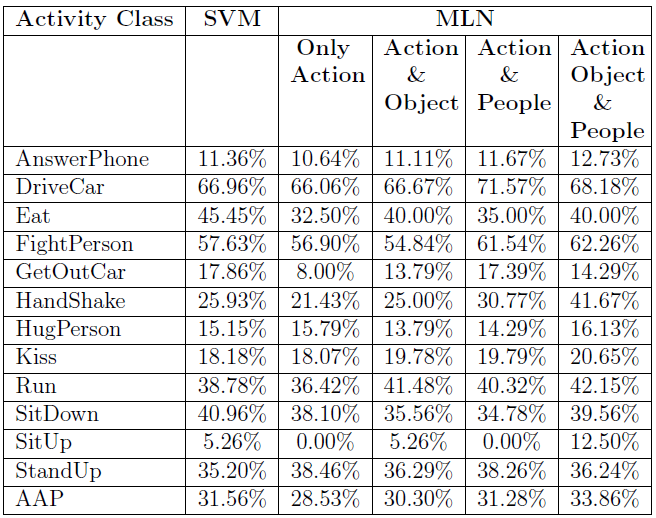 Activity Class SVM MLN
Only Action Action Action
Action & & Object
Object People &
People
AnswerPhone 11.36% 10.64% 11.11% 11.67% 12.73%
DriveCar 66.96% 66.06% 66.67% 71.57% 68.18%
Eat 45.45% 32.50% 40.00% 35.00% 40.00%
FightPerson 57.63% 56.90% 54.84% 61.54% 62.26%
GetOutCar 17.86% 8.00% 13.79% 17.39% 14.29%
HandShake 25.93% 21.43% 25.00% 30.77% 41.67%
HugPerson 15.15% 15.79% 13.79% 14.29% 16.13%
Kiss 18.18% 18.07% 19.78% 19.79% 20.65%
Run 38.78% 36.42% 41.48% 40.32% 42.15%
SitDown 40.96% 38.10% 35.56% 34.78% 39.56%
SitUp 5.26% 0.00% 5.26% 0.00% 12.50%
StandUp 35.20% 38.46% 36.29% 38.26% 36.24%
AAP 31.56% 28.53% 30.30% 31.28% 33.86%